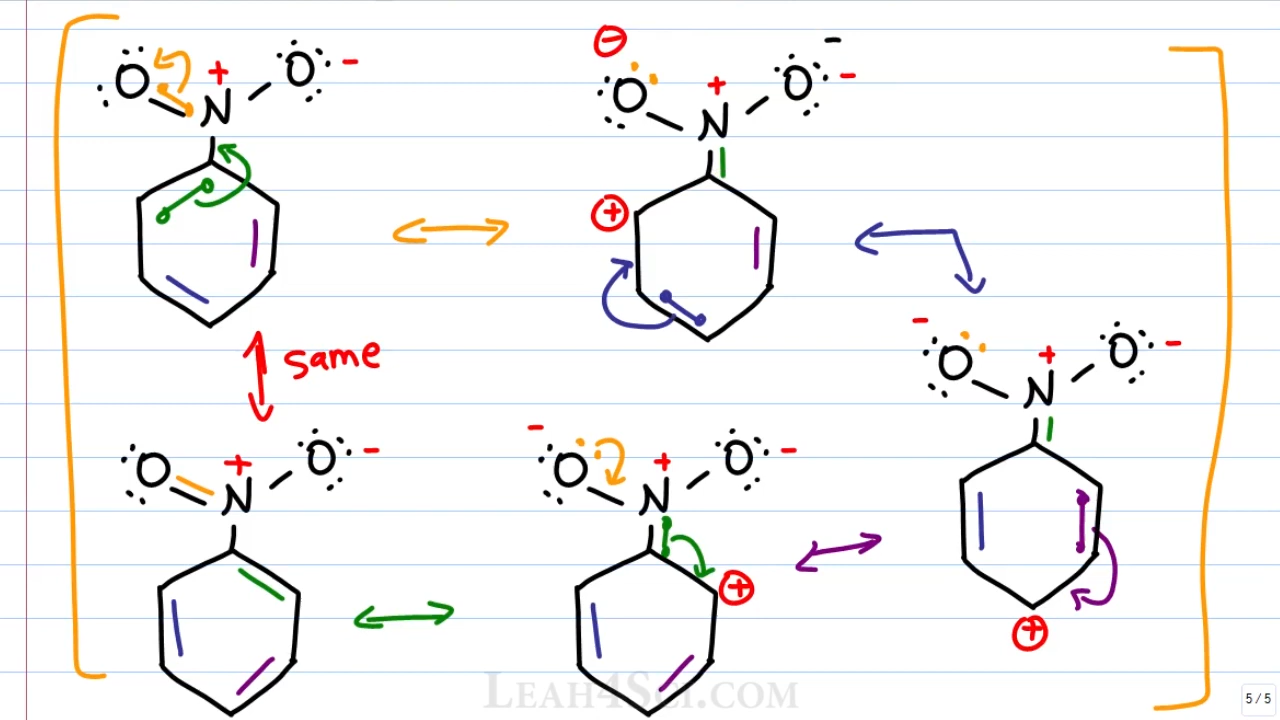 O N + O -
⊖ O N + O -
⊕
same
- O N + O -
⊕
O N + O -
- O N + O -
⊕
LEAH4SCI.COM
5/5